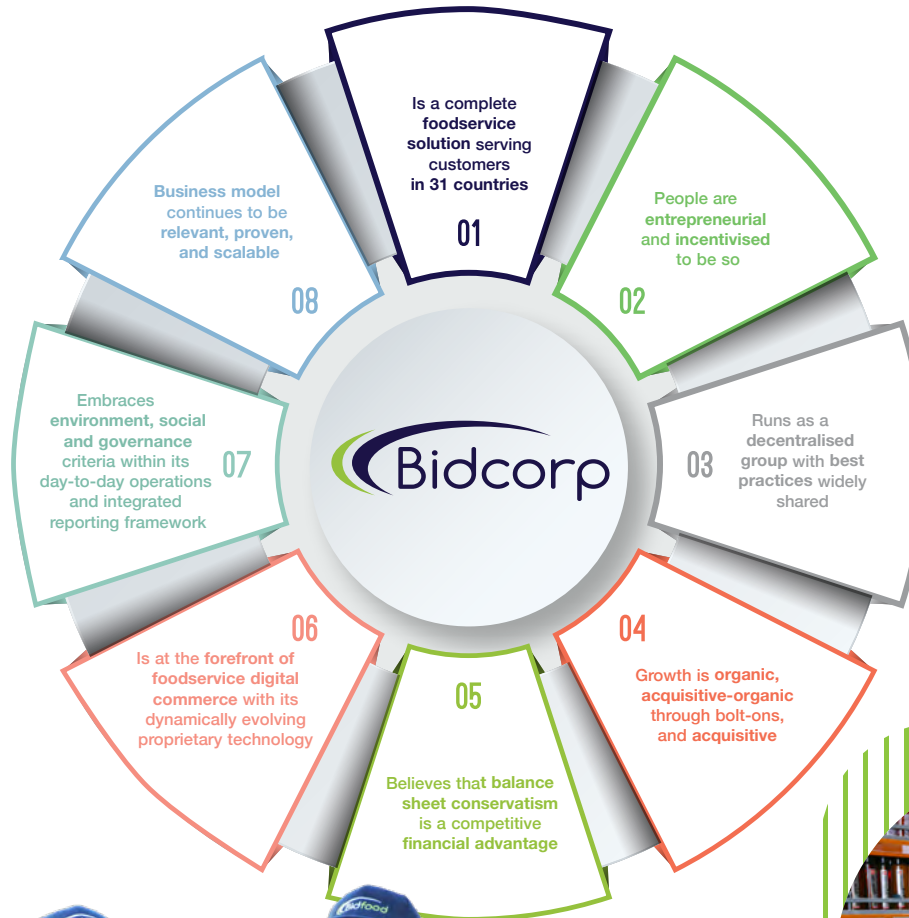 Is a complete
foodservice
solution serving
customers
in 31 countries
01
People are
entrepreneurial
and incentivised
to be so
02
Runs as a
decentralised
group with best
practices widely
shared
03
04
Growth is organic,
acquisitive-organic
through bolt-ons,
and acquisitive
05
Believes that balance
sheet conservatism
is a competitive
financial advantage
06
Is at the forefront of
foodservice digital
commerce with its
dynamically evolving
proprietary technology
Embraces
environment, social
and governance
criteria within its
day-to-day operations
and integrated
reporting framework
07
Business model
continues to be
relevant, proven,
and scalable
08
Bidcorp
Bidfood